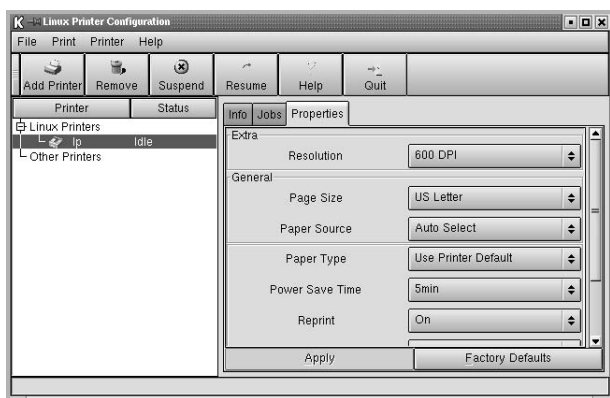 Linux Printer Configuration
File Print Printer Help
Add Printer Remove Suspend Resume Help Quit
Printer Status
Linux Printers
lp Idle
Other Printers
Info Jobs Properties
Extra
Resolution 600 DPI
General
Page Size US Letter
Paper Source Auto Select
Paper Type Use Printer Default
Power Save Time 5min
Reprint On
Apply Factory Defaults